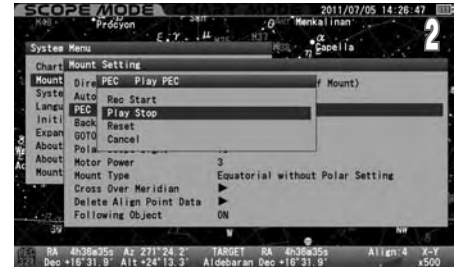 SCOPE MODE CHART MODE 2011/07/05 14:26:47
2
Procyon
Menkalinan
Capella
System Menu
Chart Mount Setting
Mount Dire PEC Play PEC f Mount)
Syste Auto Rec Start
Langu PEC Play Stop
Initi Back Reset
Expan GOTO Cancel
About
About Motor Power 3
Mount Mount Type Equatorial without Polar Setting
Cross Over Meridian ▶
Delete Align Point Data ▶
Following Object ON
W NW
RA 4h36m35s Az 271°24.2' TARGET RA 4h36m35s Align:4 X-Y
Dec +16°31.9' Alt +24°13.3' Aldebaran Dec +16°31.9' x500